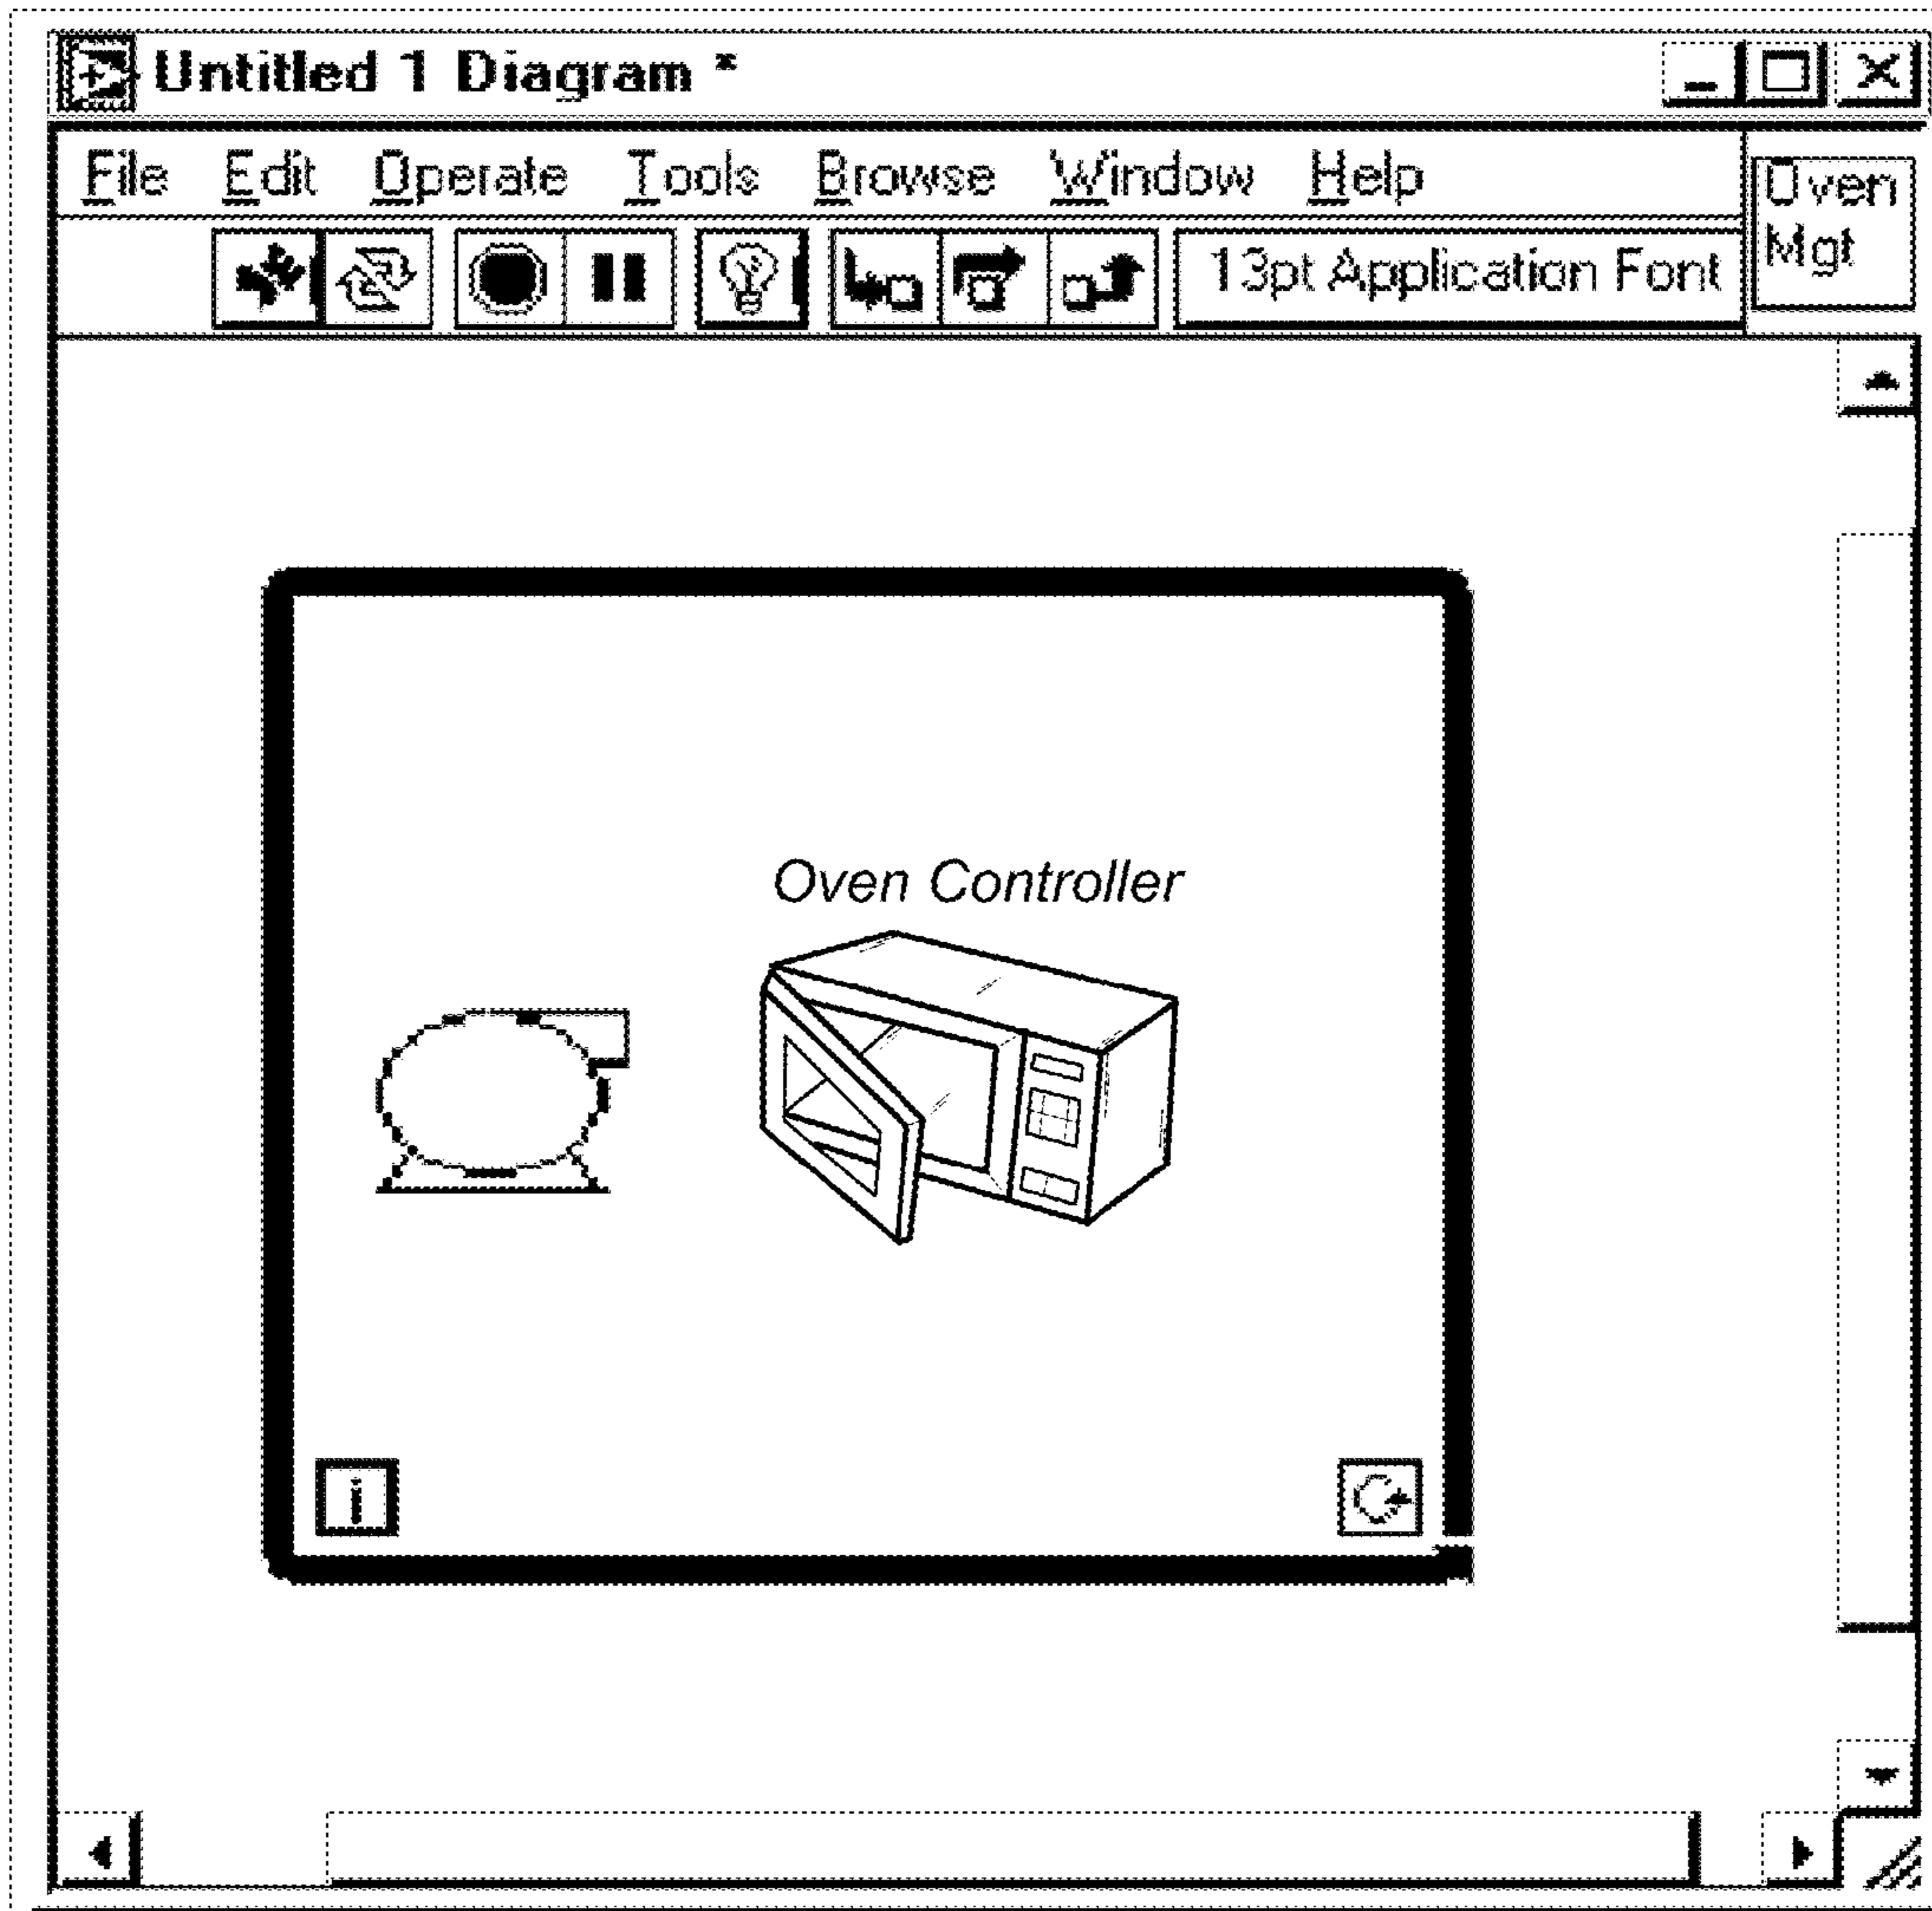 Untitled 1 Diagram *
File Edit Operate Tools Browse Window Help
Oven
Mgt
13pt Application Font
Oven Controller
i